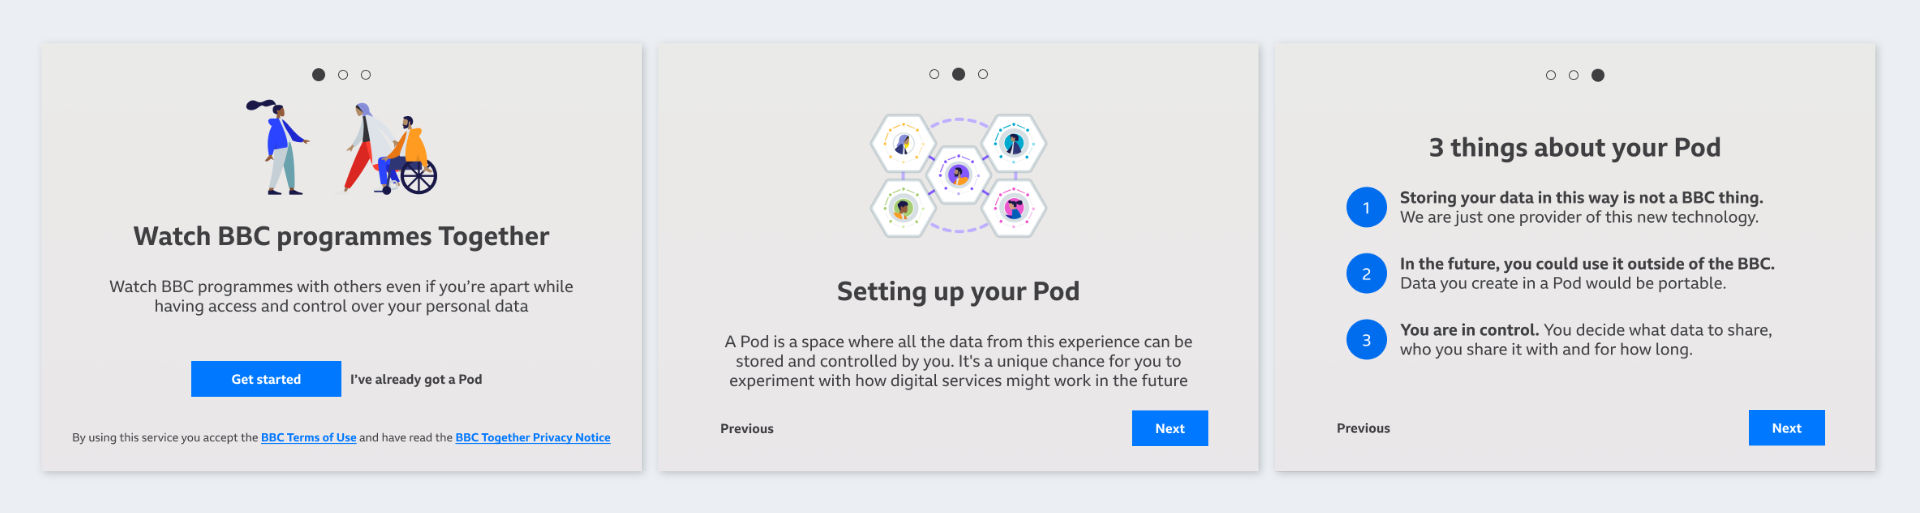 Watch BBC programmes Together
Watch BBC programmes with others even if you’re apart while
having access and control over your personal data
Get started
I've already got a Pod
By using this service you accept the BBC Terms of Use and have read the BBC Together Privacy Notice
Setting up your Pod
A Pod is a space where all the data from this experience can be
stored and controlled by you. It's a unique chance for you to
experiment with how digital services might work in the future
Previous
Next
3 things about your Pod
1
Storing your data in this way is not a BBC thing.
We are just one provider of this new technology.
2
In the future, you could use it outside of the BBC.
Data you create in a Pod would be portable.
3
You are in control. You decide what data to share,
who you share it with and for how long.
Previous
Next